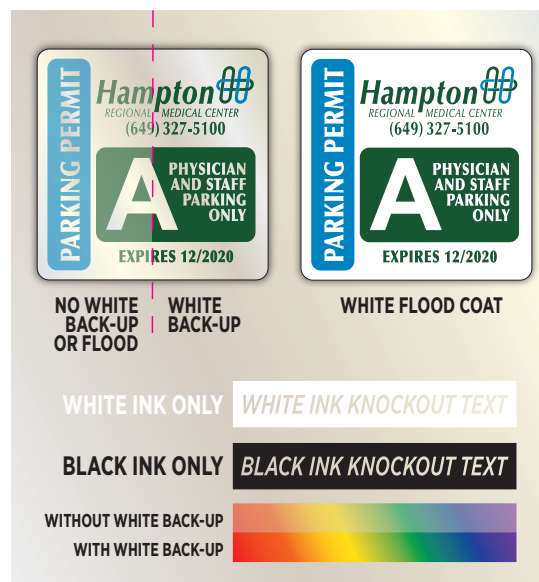 PARKING PERMIT
Hampton
REGIONAL MEDICAL CENTER
(649) 327-5100
A
PHYSICIAN
AND STAFF
PARKING
ONLY
EXPIRES 12/2020
PARKING PERMIT
Hampton
REGIONAL MEDICAL CENTER
(649) 327-5100
A
PHYSICIAN
AND STAFF
PARKING
ONLY
EXPIRES 12/2020
NO WHITE
BACK-UP
OR FLOOD
WHITE
BACK-UP
WHITE FLOOD COAT
WHITE INK ONLY
WHITE INK KNOCKOUT TEXT
BLACK INK ONLY
BLACK INK KNOCKOUT TEXT
WITHOUT WHITE BACK-UP
WITH WHITE BACK-UP